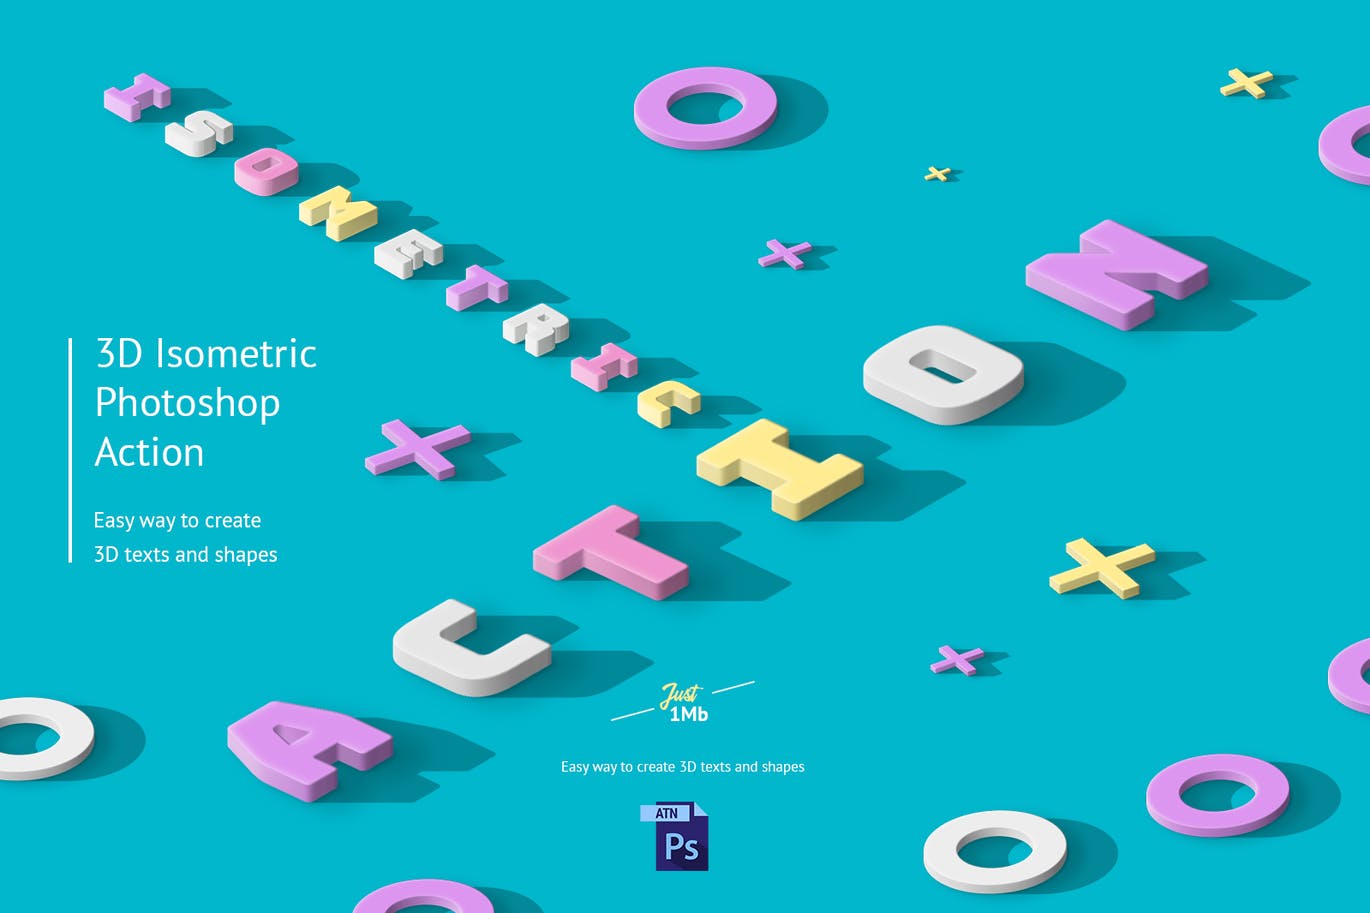 ISOMETRIC
ACTION
3D Isometric
Photoshop
Action
Easy way to create
3D texts and shapes
Just
1Mb
Easy way to create 3D texts and shapes
ATN
Ps